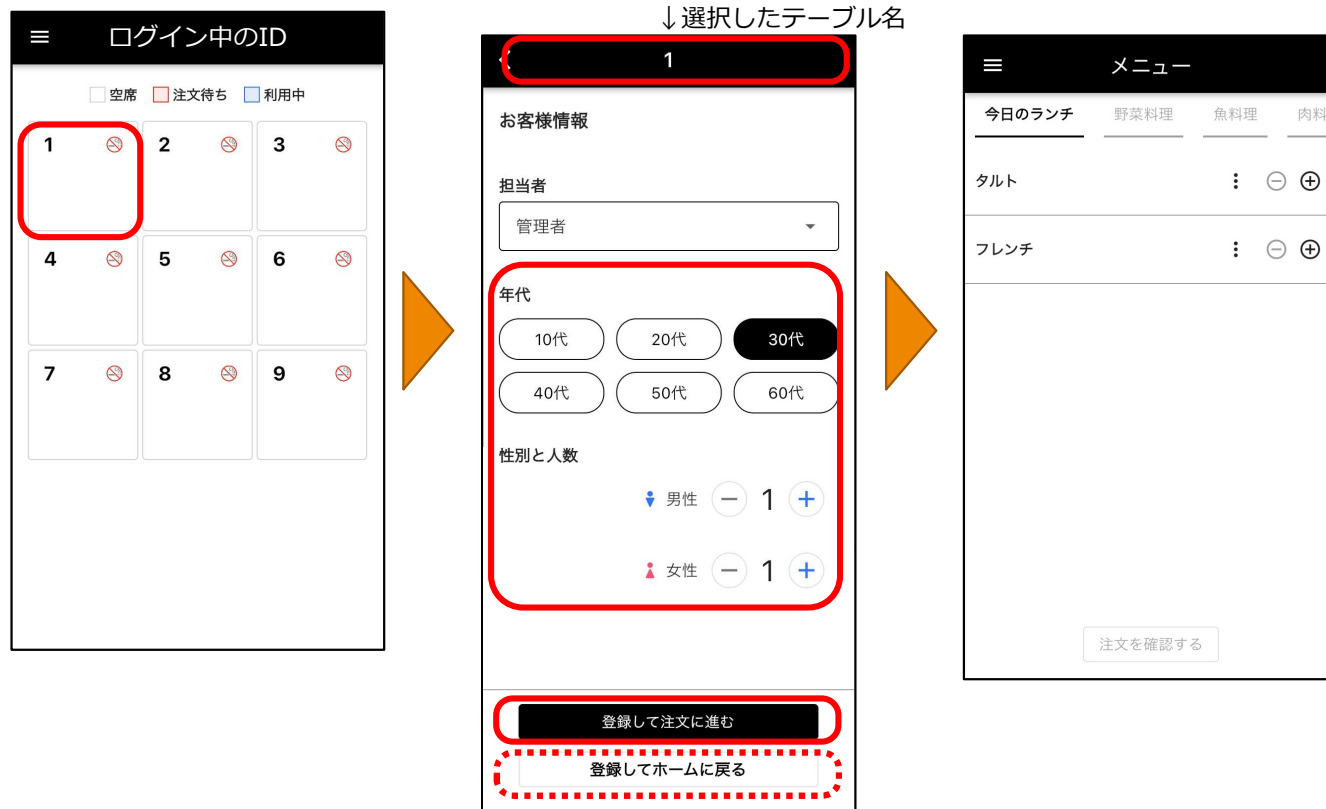 ↓選択したテーブル名
ログイン中のID
空席 注文待ち 利用中
1 2 3
4 5 6
7 8 9
1
お客様情報
担当者
管理者
年代
10代 20代 30代
40代 50代 60代
性別と人数
男性 1
女性 1
登録して注文に進む
登録してホームに戻る
メニュー
今日のランチ 野菜料理 魚料理 肉料
タルト
フレンチ
注文を確認する